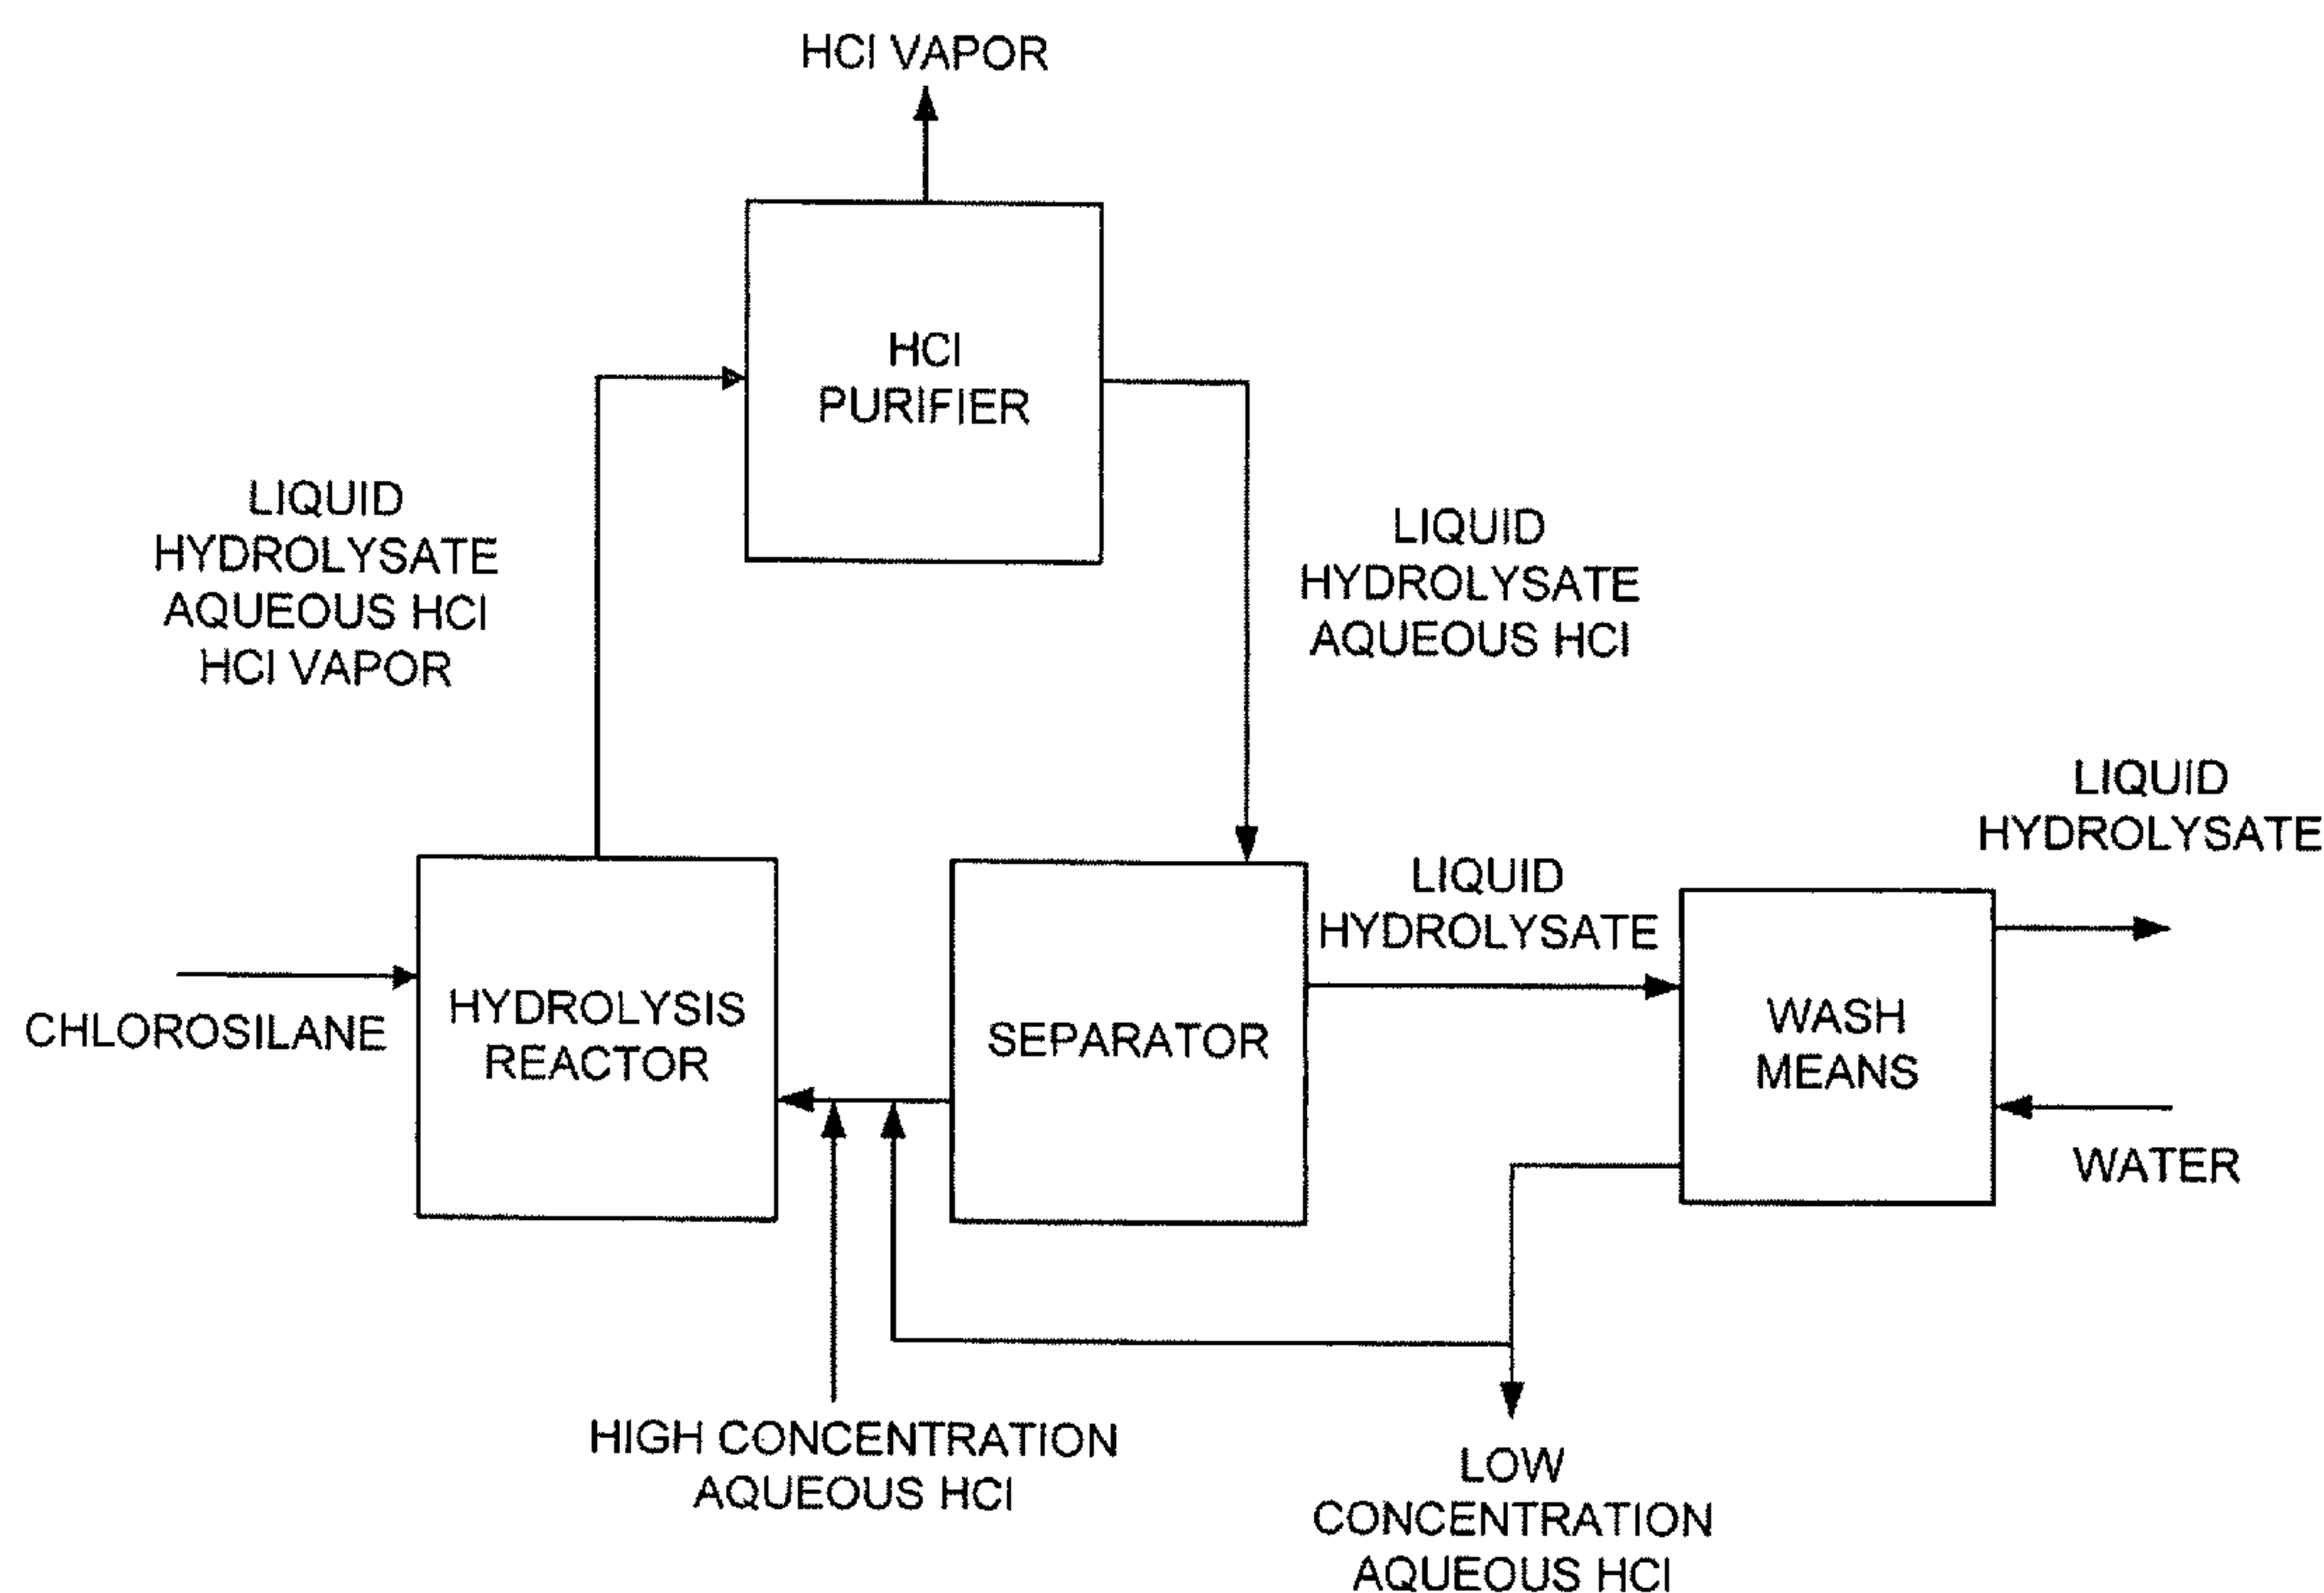 HCl VAPOR
HCl
PURIFIER
LIQUID
HYDROLYSATE
AQUEOUS HCl
HCl VAPOR
LIQUID
HYDROLYSATE
AQUEOUS HCl
LIQUID
HYDROLYSATE
LIQUID
HYDROLYSATE
CHLOROSILANE
HYDROLYSIS
REACTOR
SEPARATOR
WASH
MEANS
WATER
HIGH CONCENTRATION
AQUEOUS HCl
LOW
CONCENTRATION
AQUEOUS HCl